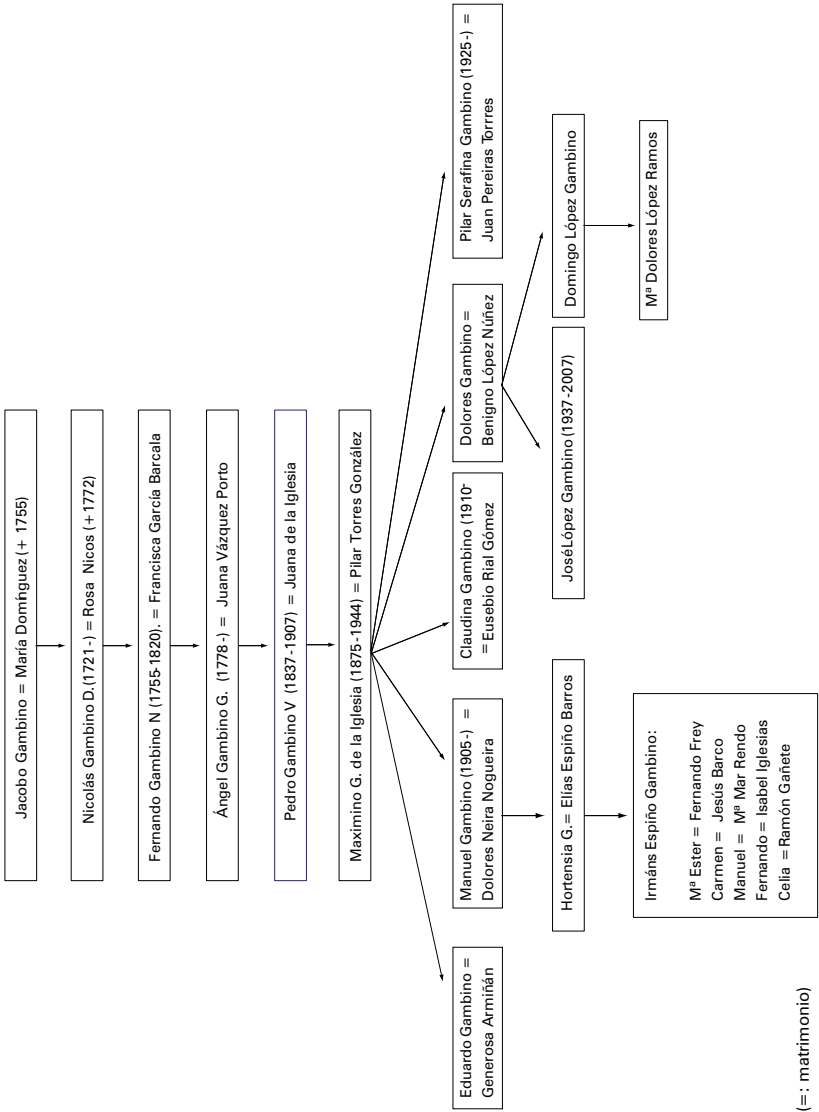 Jacobo Gambino = María Domínguez (+ 1755)
Nicolás Gambino D.(1721-) = Rosa Nicos (+1772)
Fernando Gambino N (1755-1820). = Francisca García Barcala
Ángel Gambino G. (1778-) = Juana Vázquez Porto
Pedro Gambino V (1837-1907) = Juana de la Iglesia
Maximino G. de la Iglesia (1875-1944) = Pilar Torres González
Eduardo Gambino =
Generosa Armiñán
Manuel Gambino (1905-) =
Dolores Neira Nogueira
Claudina Gambino (1910-
= Eusebio Rial Gómez
Dolores Gambino =
Benigno López Núñez
Pilar Serafina Gambino (1925-) =
Juan Pereiras Torrres
Hortensia G.= Elías Espiño Barros
JoséLópez Gambino (1937-2007)
Domingo López Gambino
Irmáns Espiño Gambino:
Mª Ester = Fernando Frey
Carmen = Jesús Barco
Manuel = Mª Mar Rendo
Fernando = Isabel Iglesias
Celia = Ramón Gañete
Mª Dolores López Ramos
(=: matrimonio)